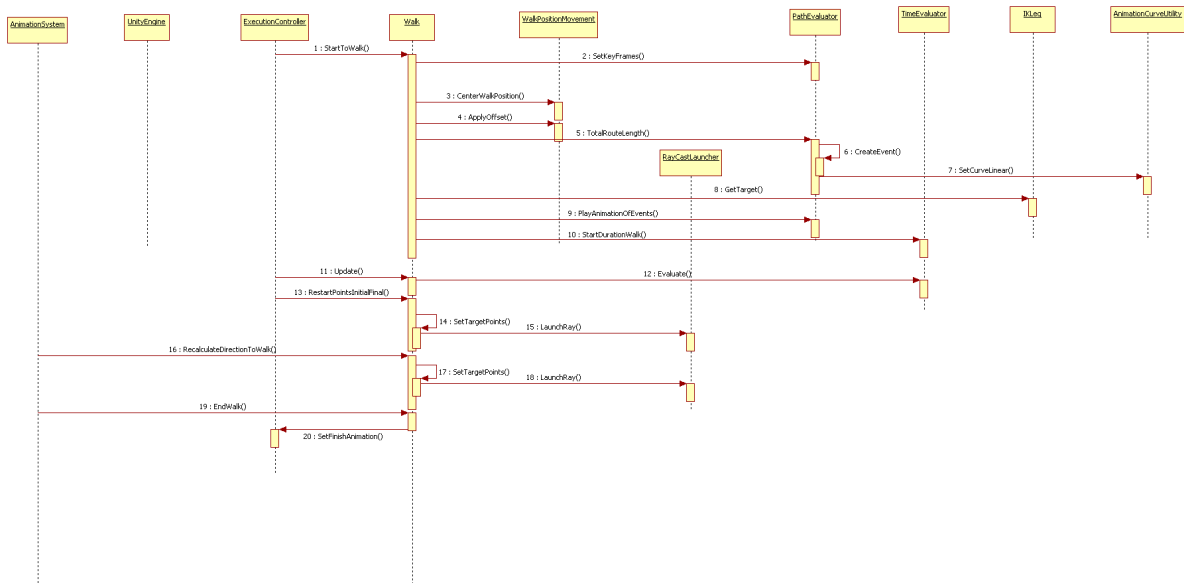 AnimationSystem
UnityEngine
ExecutionController
Walk
WalkPositionMovement
PathEvaluator
TimeEvaluator
IKLeg
AnimationCurveUtility
1 : StartToWalk()
2 : SetKeyFrames()
3 : CenterWalkPosition()
4 : ApplyOffset()
5 : TotalRouteLength()
6 : CreateEvent()
RayCastLauncher
7 : SetCurveLinear()
8 : GetTarget()
9 : PlayAnimationOfEvents()
10 : StartDurationWalk()
11 : Update()
12 : Evaluate()
13 : RestartPointsInitialFinal()
14 : SetTargetPoints()
15 : LaunchRay()
16 : RecalculateDirectionToWalk()
17 : SetTargetPoints()
18 : LaunchRay()
19 : EndWalk()
20 : SetFinishAnimation()